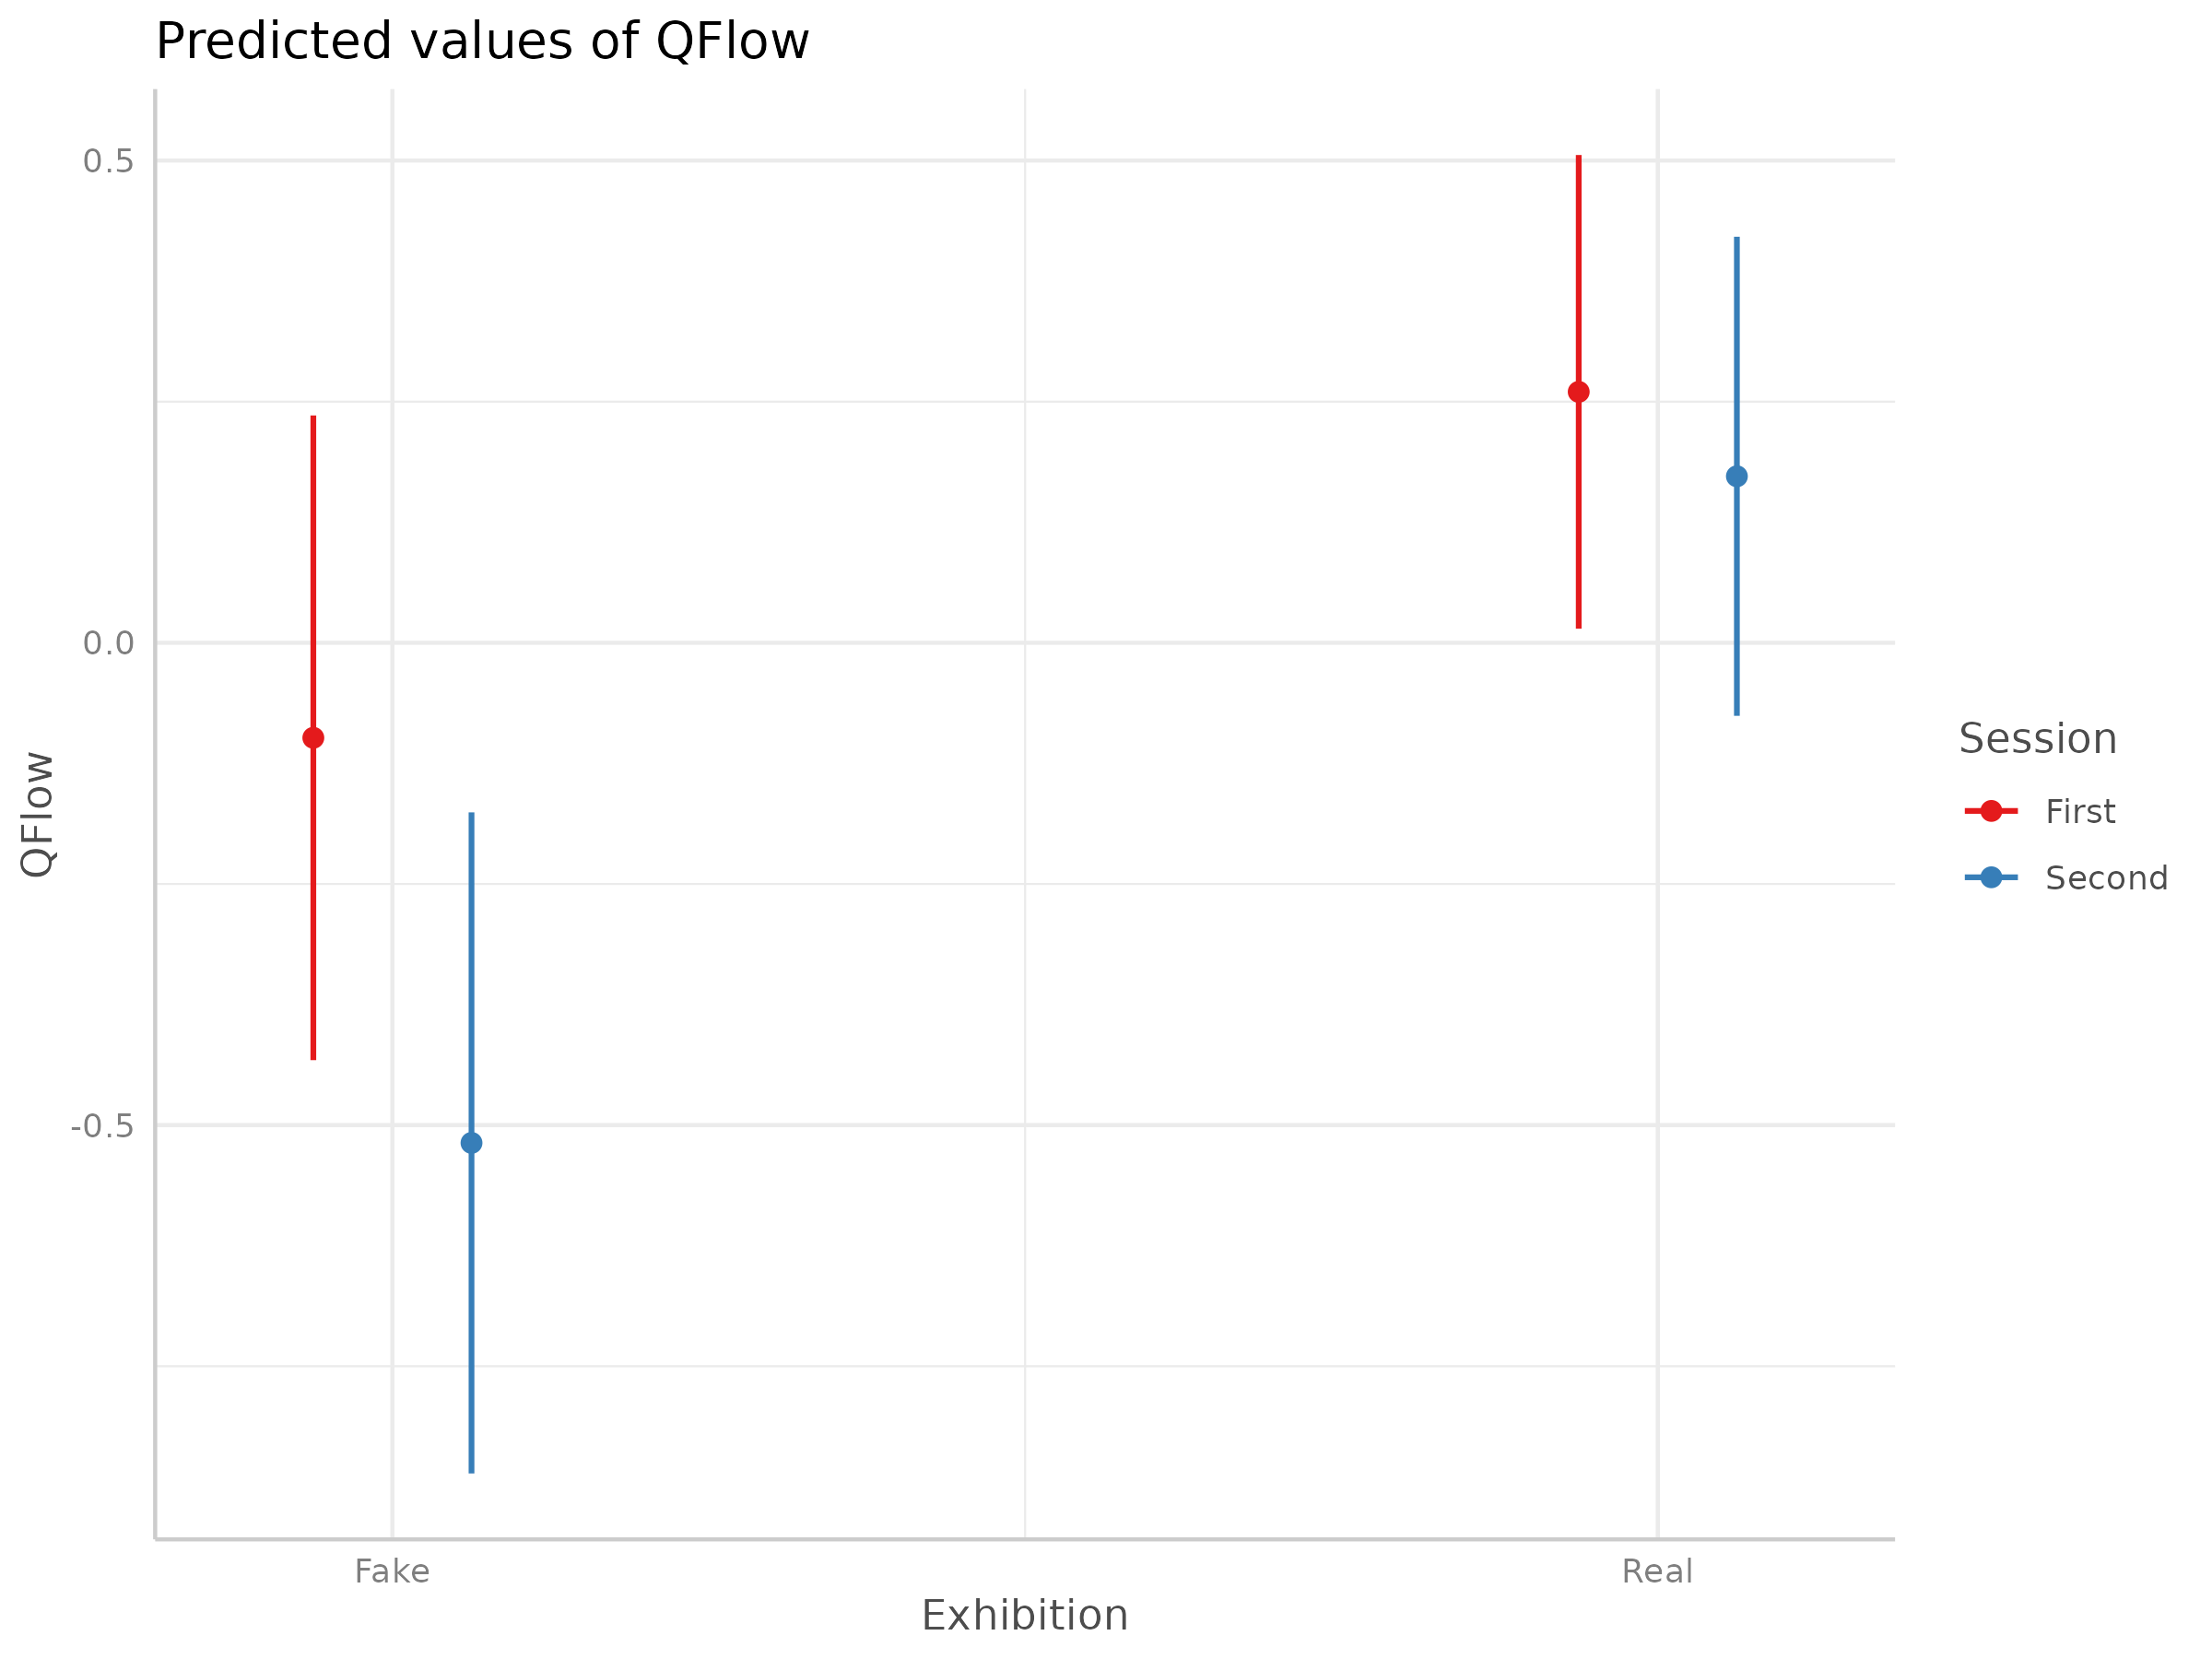 Predicted values of QFlow
0.5
0.0
-0.5
QFlow
Fake
Real
Exhibition
Session
First
Second